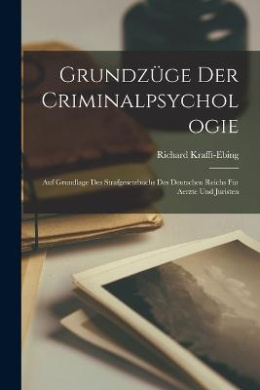 Grundzüge Der
Criminalpsychol
ogie
Richard Krafft-Ebing
Auf Grundlage Des Strafgesetzbuchs Des Deutschen Reichs Für
Aerzte Und Juristen